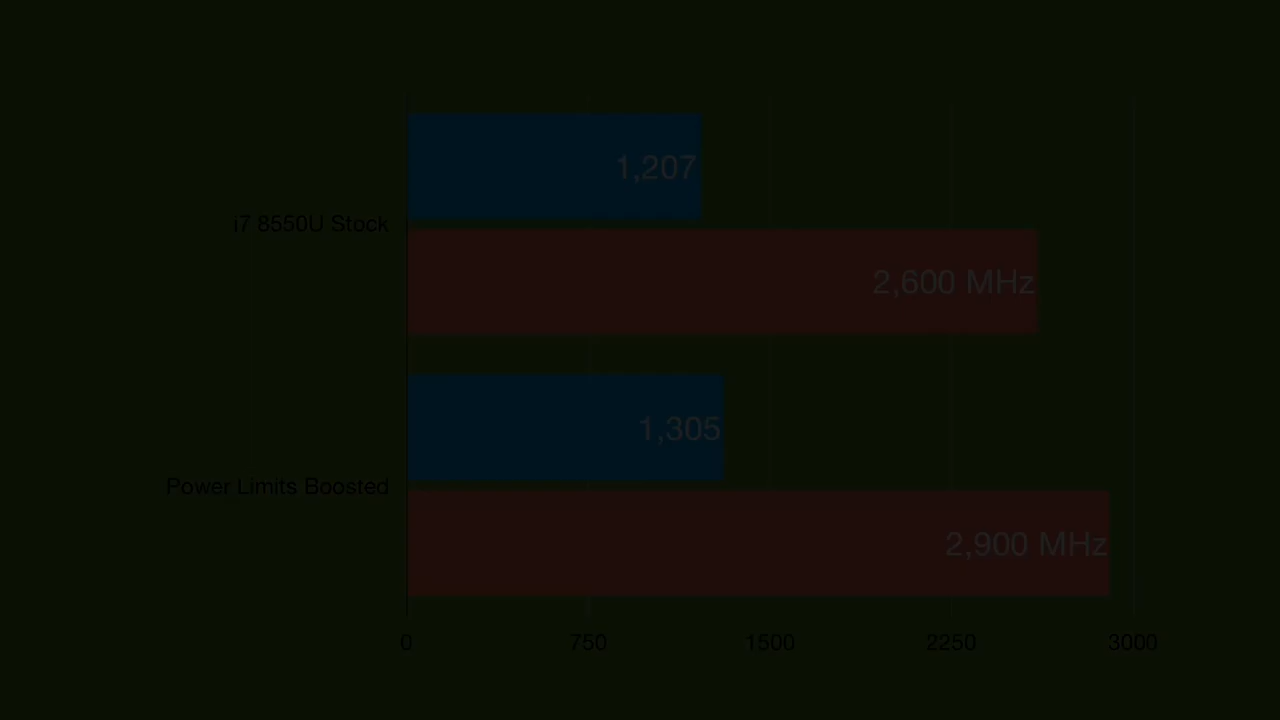 1,207
i7 8550U Stock
2,600 MHz
1,305
Power Limits Boosted
2,900 MHz
0 750 1500 2250 3000